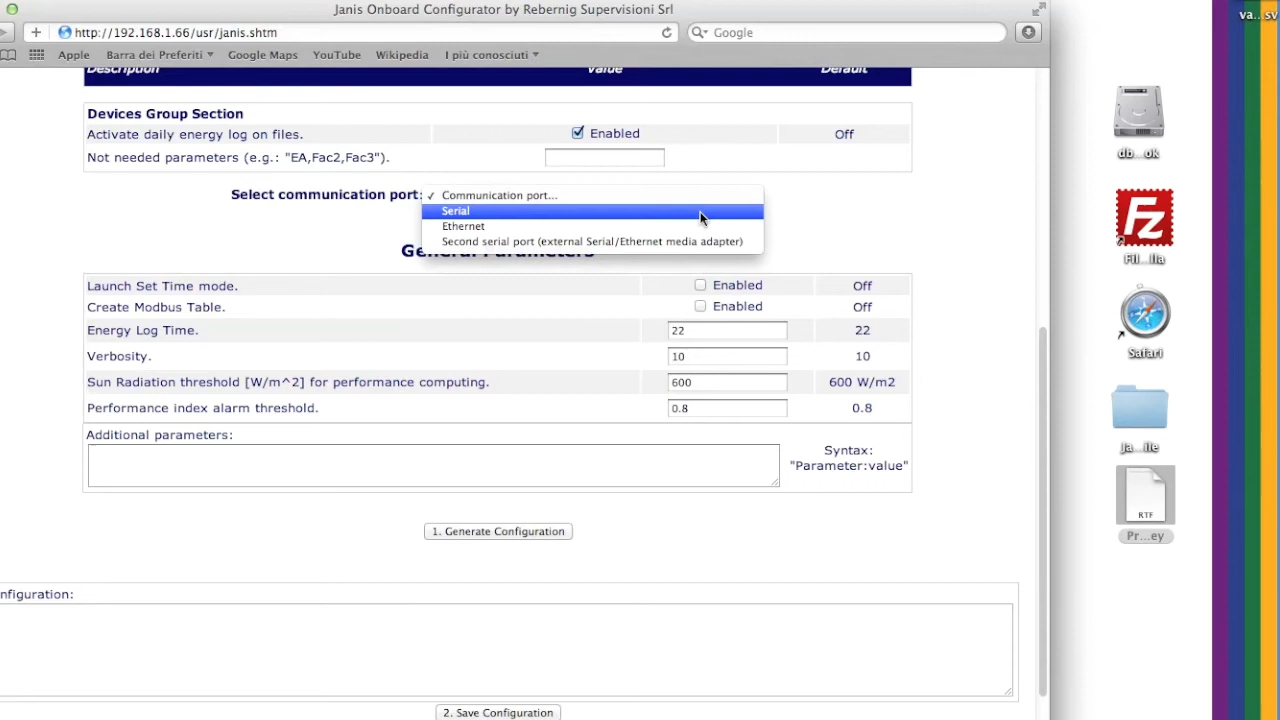 Janis Onboard Configurator by Rebernig Supervisioni Srl
va...sv
http://192.168.1.66/usr/janis.shtm
Google
Apple Barra dei Preferiti Google Maps YouTube Wikipedia I più conosciuti
Description Value Default
Devices Group Section
Activate daily energy log on files. Enabled Off
Not needed parameters (e.g.: "EA,Fac2,Fac3").
Select communication port: ✓ Communication port...
Serial
Ethernet
Second serial port (external Serial/Ethernet media adapter)
General Parameters
Launch Set Time mode. Enabled Off
Create Modbus Table. Enabled Off
Energy Log Time. 22 22
Verbosity. 10 10
Sun Radiation threshold [W/m^2] for performance computing. 600 600 W/m2
Performance index alarm threshold. 0.8 0.8
Additional parameters:
Syntax:
"Parameter:value"
1. Generate Configuration
nfiguration:
2. Save Configuration
db...ok
Fz
Fil...lla
Safari
Ja...ile
RTF
Pr...ey